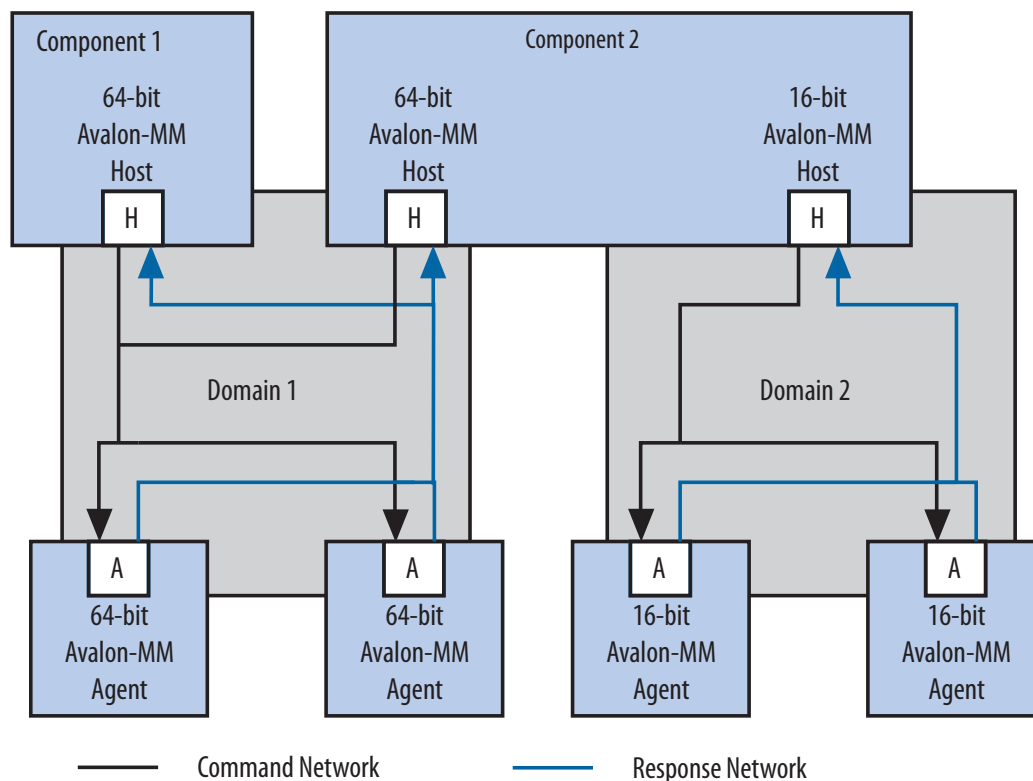 Component 1
Component 2
64-bit
Avalon-MM
Host
64-bit
Avalon-MM
Host
16-bit
Avalon-MM
Host
H
H
H
Domain 1
Domain 2
A
A
A
A
64-bit
Avalon-MM
Agent
64-bit
Avalon-MM
Agent
16-bit
Avalon-MM
Agent
16-bit
Avalon-MM
Agent
Command Network
Response Network